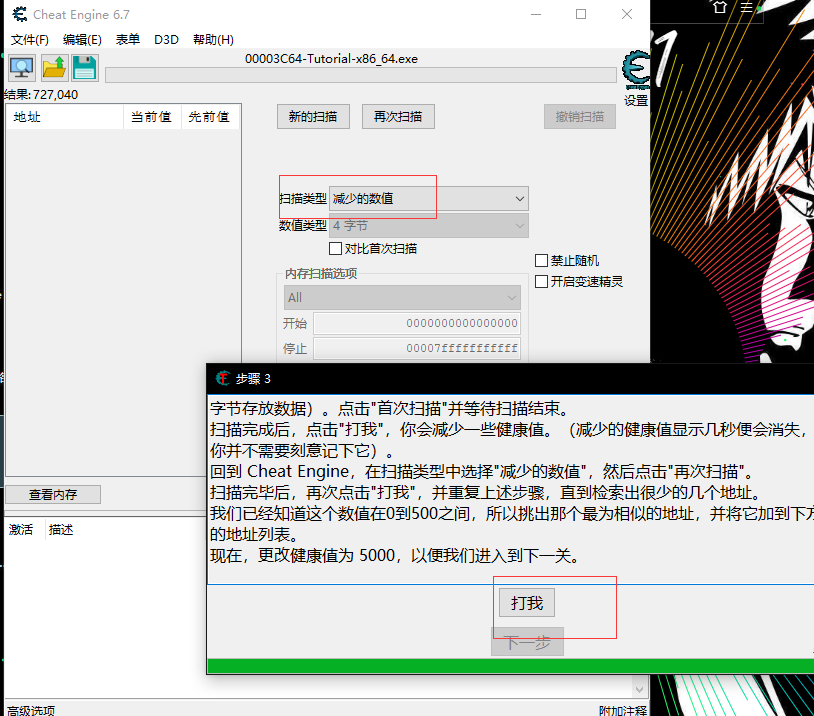 Cheat Engine 6.7
文件(F) 编辑(E) 表单 D3D 帮助(H)
00003C64-Tutorial-x86_64.exe
结果:727,040
设置
地址 当前值 先前值
新的扫描 再次扫描 撤销扫描
扫描类型 减少的数值
数值类型 4 字节
对比首次扫描
内存扫描选项
All
开始 0000000000000000
停止 00007fffffffffff
禁止随机
开启变速精灵
步骤 3
字节存放数据）。点击"首次扫描"并等待扫描结束。
扫描完成后，点击"打我"，你会减少一些健康值。（减少的健康值显示几秒便会消失，
你并不需要刻意记下它）。
回到 Cheat Engine，在扫描类型中选择"减少的数值"，然后点击"再次扫描"。
扫描完毕后，再次点击"打我"，并重复上述步骤，直到检索出很少的几个地址。
我们已经知道这个数值在0到500之间，所以挑出那个最为相似的地址，并将它加到下方
的地址列表。
现在，更改健康值为 5000，以便我们进入到下一关。
打我
下一步
查看内存
激活 描述
高级选项 附加注释